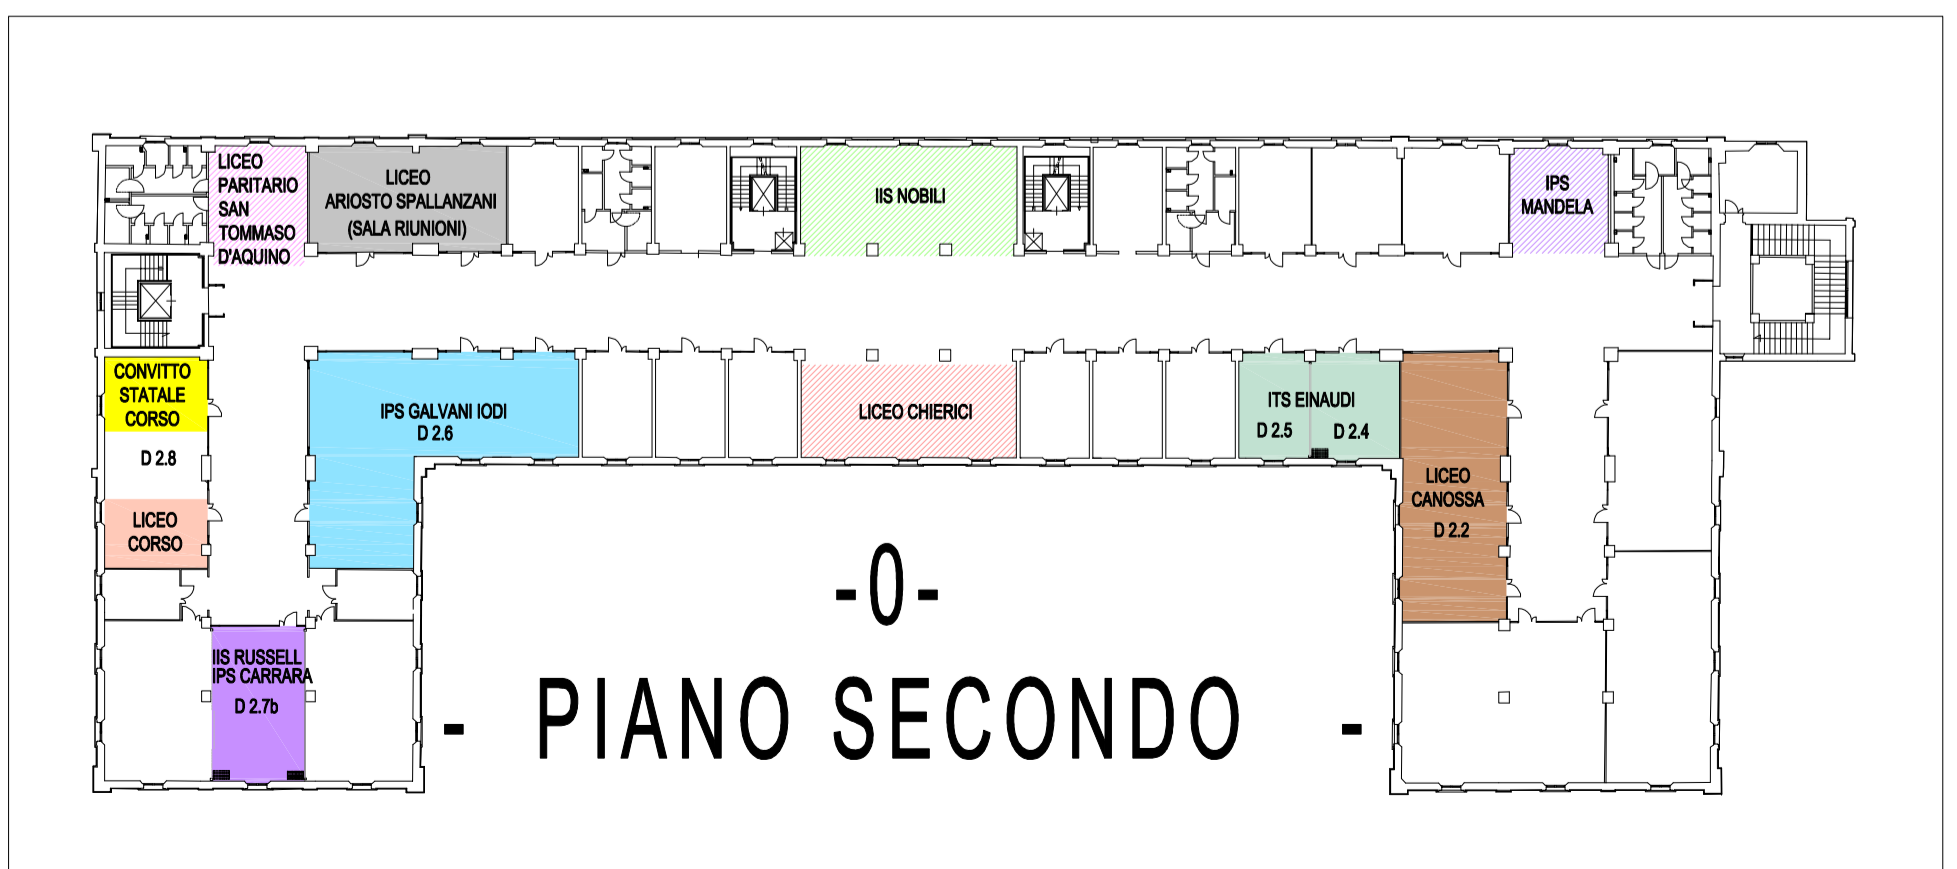 LICEO
PARITARIO
SAN
TOMMASO
D'AQUINO
LICEO
ARIOSTO SPALLANZANI
(SALA RIUNIONI)
IIS NOBILI
IPS
MANDELA
CONVITTO
STATALE
CORSO
D 2.8
LICEO
CORSO
IPS GALVANI IODI
D 2.6
LICEO CHIERICI
ITS EINAUDI
D 2.5 D 2.4
LICEO
CANOSSA
D 2.2
IIS RUSSELL
IPS CARRARA
D 2.7b
-0-
- PIANO SECONDO -